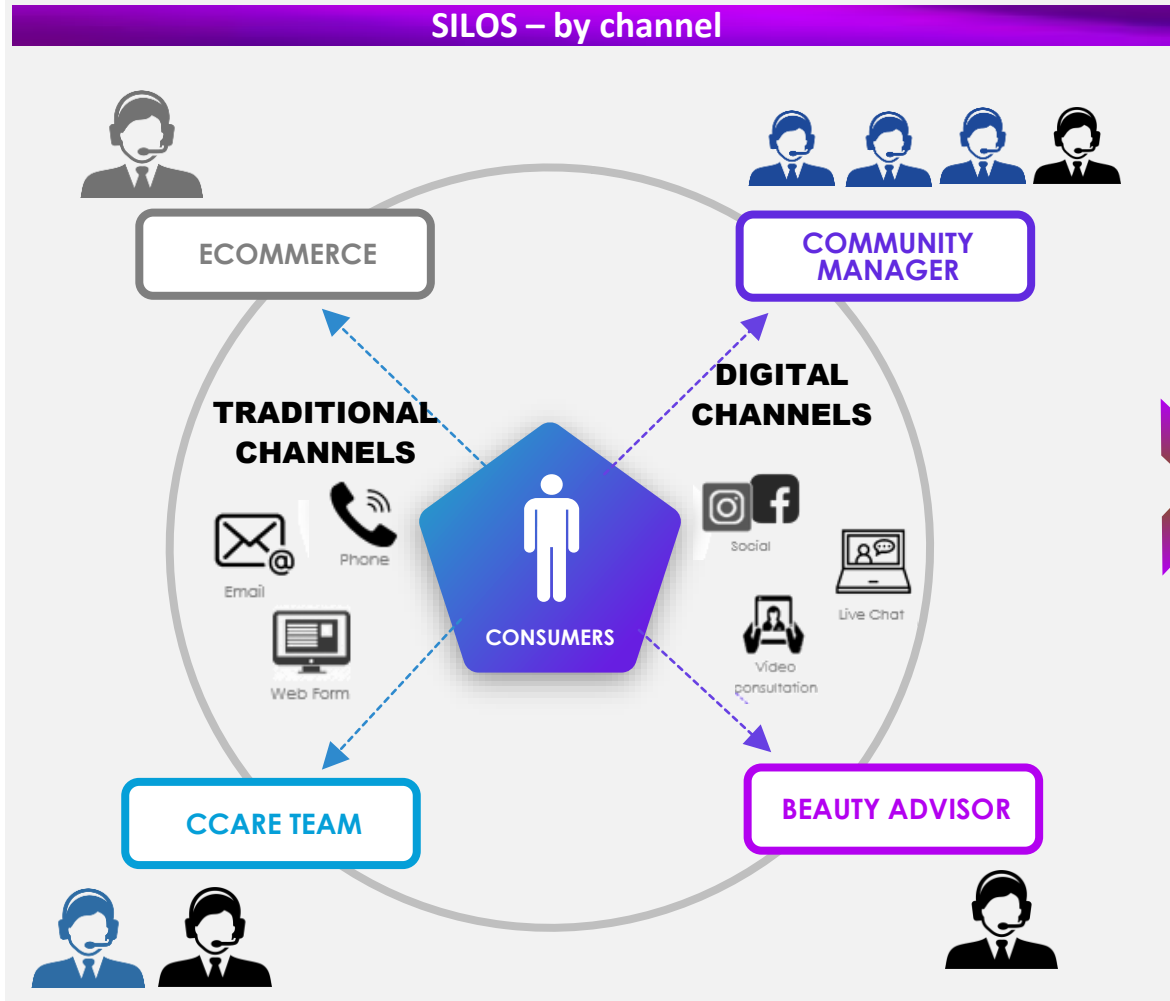 SILOS – by channel
ECOMMERCE
COMMUNITY
MANAGER
TRADITIONAL
CHANNELS
DIGITAL
CHANNELS
Email
@
Phone
Web Form
CONSUMERS
Social
Live Chat
Video
ponsultation
CCARE TEAM
BEAUTY ADVISOR